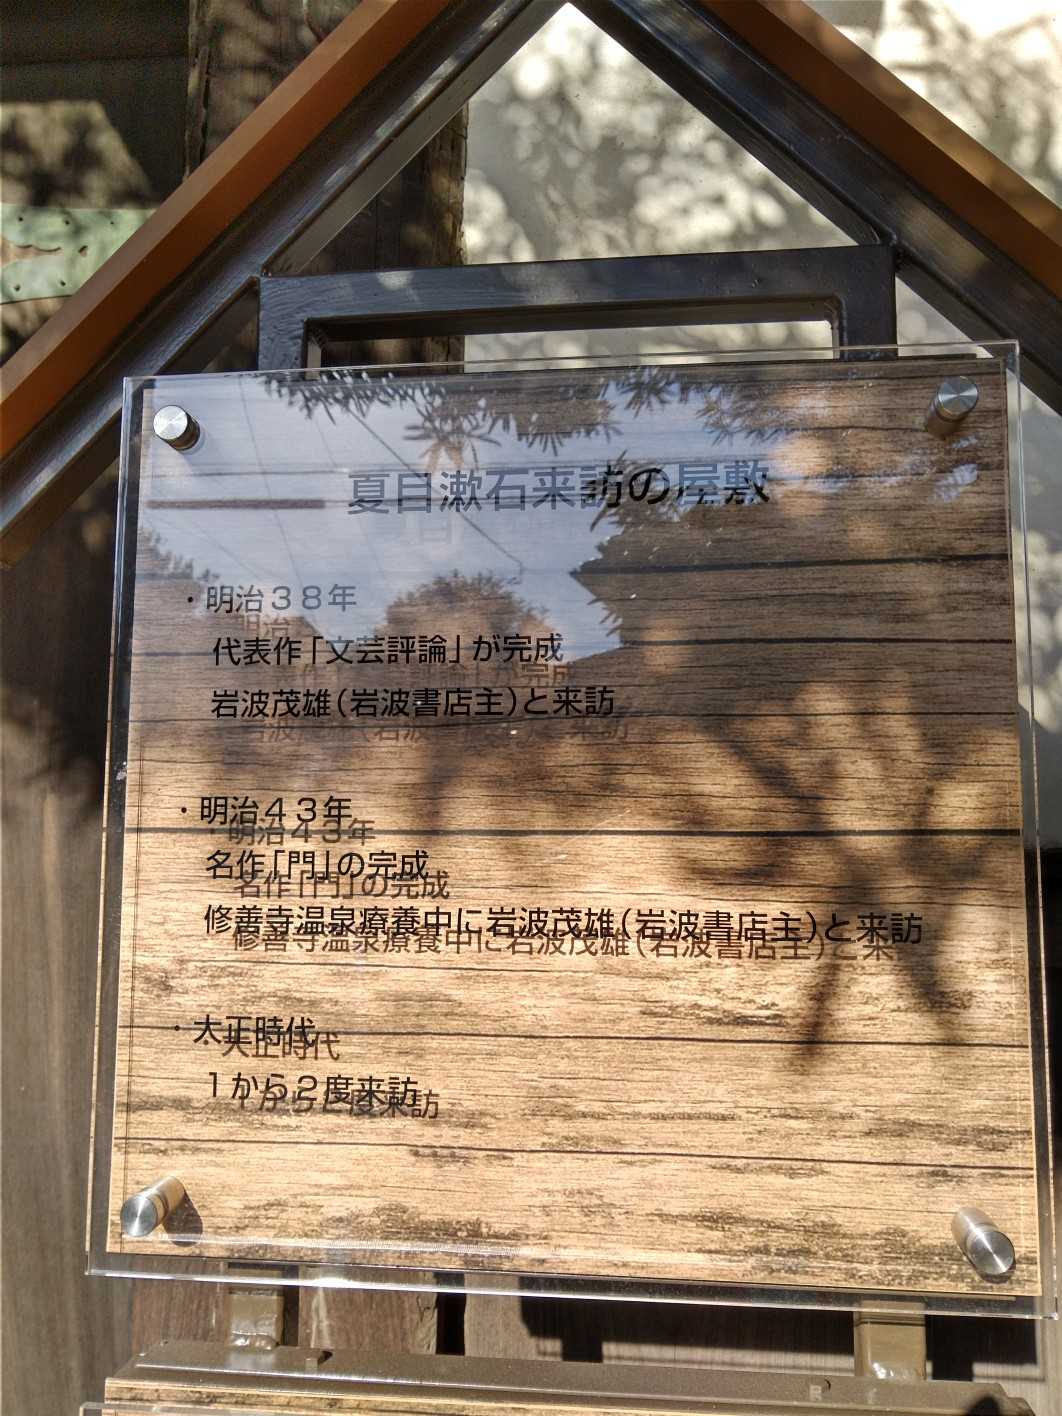 夏目漱石来訪の屋敷
・明治３８年
代表作「文芸評論」が完成
岩波茂雄(岩波書店主)と来訪
・明治４３年
名作「門」の完成
修善寺温泉療養中に岩波茂雄(岩波書店主)と来訪
・大正時代
１から２度来訪